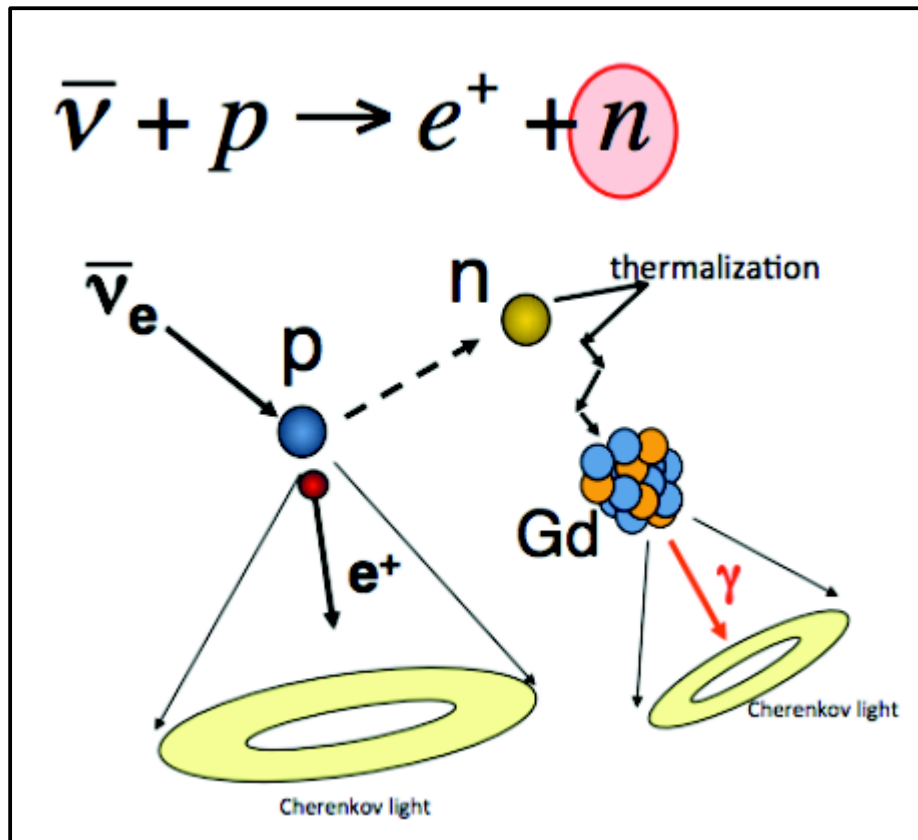 ν̅ + p → e⁺ + n
thermalization
n
ν̅e
p
Gd
e⁺
γ
Cherenkov light
Cherenkov light